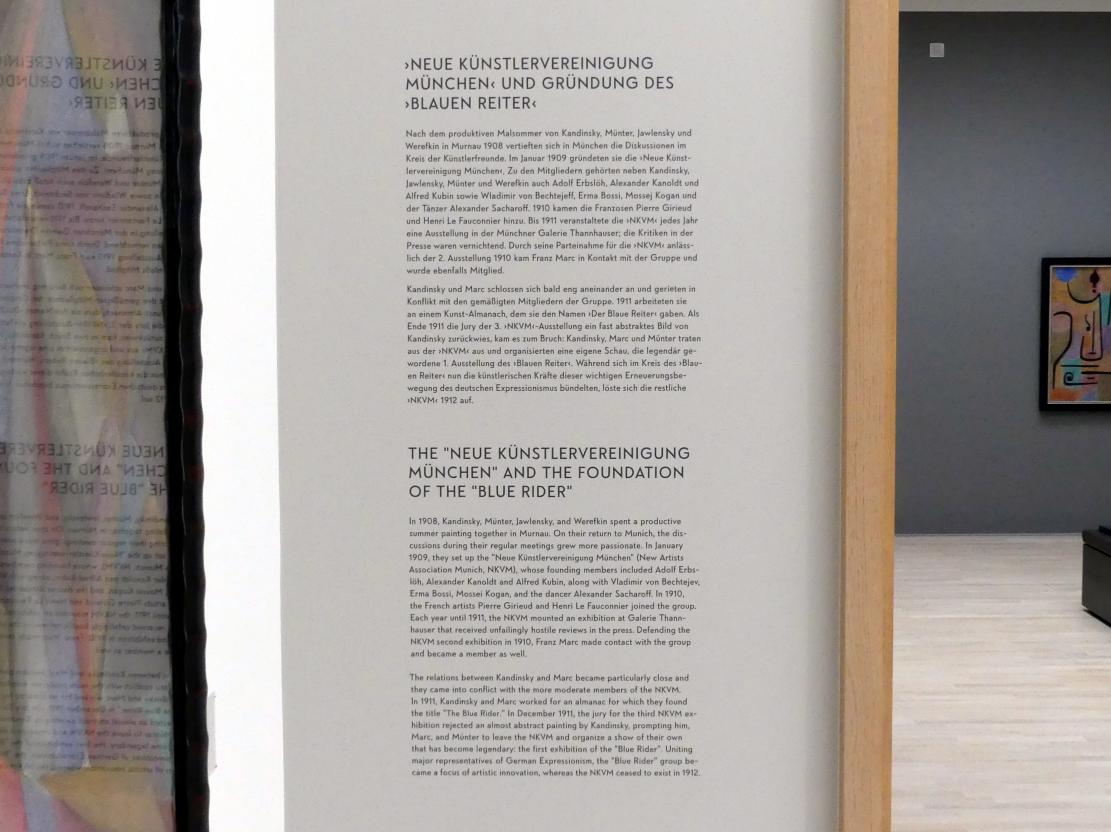 ›NEUE KÜNSTLERVEREINIGUNG
MÜNCHEN‹ UND GRÜNDUNG DES
›BLAUEN REITER‹
Nach dem produktiven Malsommer von Kandinsky, Münter, Jawlensky und
Werefkin in Murnau 1908 vertieften sich in München die Diskussionen im
Kreis der Künstlerfreunde. Im Januar 1909 gründeten sie die ›Neue Künst-
lervereinigung München‹. Zu den Mitgliedern gehörten neben Kandinsky,
Jawlensky, Münter und Werefkin auch Adolf Erbslöh, Alexander Kanoldt und
Alfred Kubin sowie Wladimir von Bechtejeff, Erma Bossi, Mossej Kogan und
der Tänzer Alexander Sacharoff. 1910 kamen die Franzosen Pierre Girieud
und Henri Le Fauconnier hinzu. Bis 1911 veranstaltete die ›NKVM‹ jedes Jahr
eine Ausstellung in der Münchner Galerie Thannhauser; die Kritiken in der
Presse waren vernichtend. Durch seine Parteinahme für die ›NKVM‹ anläss-
lich der 2. Ausstellung 1910 kam Franz Marc in Kontakt mit der Gruppe und
wurde ebenfalls Mitglied.
Kandinsky und Marc schlossen sich bald eng aneinander an und gerieten in
Konflikt mit den gemäßigten Mitgliedern der Gruppe. 1911 arbeiteten sie
an einem Kunst-Almanach, dem sie den Namen ›Der Blaue Reiter‹ gaben. Als
Ende 1911 die Jury der 3. ›NKVM‹-Ausstellung ein fast abstraktes Bild von
Kandinsky zurückwies, kam es zum Bruch: Kandinsky, Marc und Münter traten
aus der ›NKVM‹ aus und organisierten eine eigene Schau, die legendär ge-
wordene 1. Ausstellung des ›Blauen Reiter‹. Während sich im Kreis des ›Blau-
en Reiter‹ nun die künstlerischen Kräfte dieser wichtigen Erneuerungsbe-
wegung des deutschen Expressionismus bündelten, löste sich die restliche
›NKVM‹ 1912 auf.
THE "NEUE KÜNSTLERVEREINIGUNG
MÜNCHEN" AND THE FOUNDATION
OF THE "BLUE RIDER"
In 1908, Kandinsky, Münter, Jawlensky, and Werefkin spent a productive
summer painting together in Murnau. On their return to Munich, the dis-
cussions during their regular meetings grew more passionate. In January
1909, they set up the "Neue Künstlervereinigung München" (New Artists
Association Munich, NKVM), whose founding members included Adolf Erbs-
löh, Alexander Kanoldt and Alfred Kubin, along with Vladimir von Bechtejev,
Erma Bossi, Mossei Kogan, and the dancer Alexander Sacharoff. In 1910,
the French artists Pierre Girieud and Henri Le Fauconnier joined the group.
Each year until 1911, the NKVM mounted an exhibition at Galerie Thann-
hauser that received unfailingly hostile reviews in the press. Defending the
NKVM second exhibition in 1910, Franz Marc made contact with the group
and became a member as well.
The relations between Kandinsky and Marc became particularly close and
they came into conflict with the more moderate members of the NKVM.
In 1911, Kandinsky and Marc worked for an almanac for which they found
the title "The Blue Rider." In December 1911, the jury for the third NKVM ex-
hibition rejected an almost abstract painting by Kandinsky, prompting him,
Marc, and Münter to leave the NKVM and organize a show of their own
that has become legendary: the first exhibition of the "Blue Rider". Uniting
major representatives of German Expressionism, the "Blue Rider" group be-
came a focus of artistic innovation, whereas the NKVM ceased to exist in 1912.